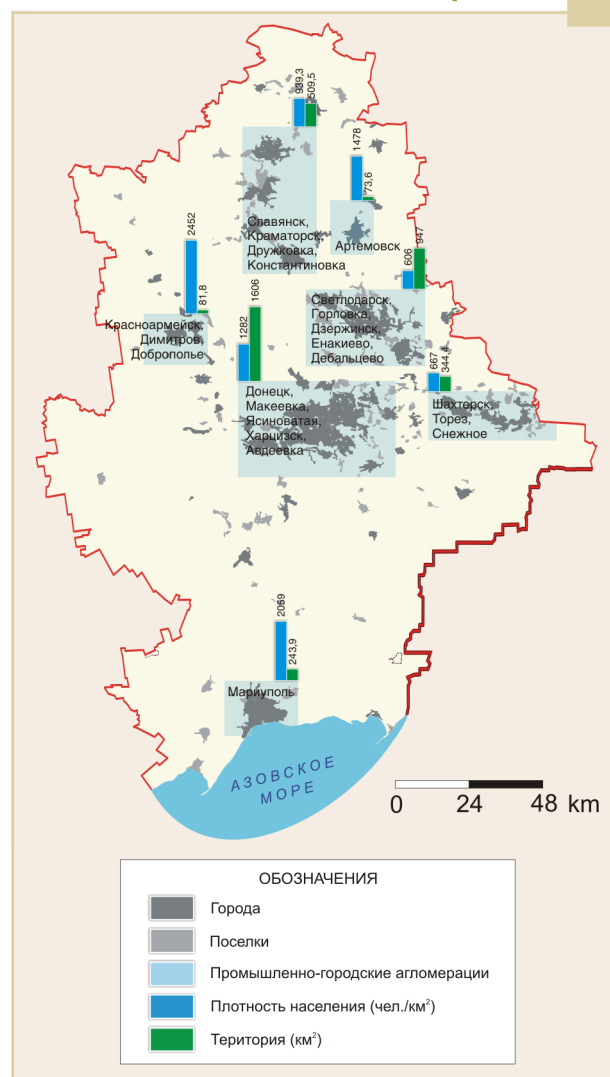 939,3
509,5
Славянск,
Краматорск,
Дружковка,
Константиновка
1478
73,6
Артемовск
2452
81,8
Красноармейск,
Димитров,
Доброполье
606
947
Светлодарск,
Горловка,
Дзержинск,
Енакиево,
Дебальцево
1282
1606
Донецк,
Макеевка,
Ясиноватая,
Харцизск,
Авдеевка
667
344,4
Шахтерск,
Торез,
Снежное
2059
243,9
Мариуполь
АЗОВСКОЕ
МОРЕ
0 24 48 km
ОБОЗНАЧЕНИЯ
Города
Поселки
Промышленно-городские агломерации
Плотность населения (чел./км²)
Територия (км²)